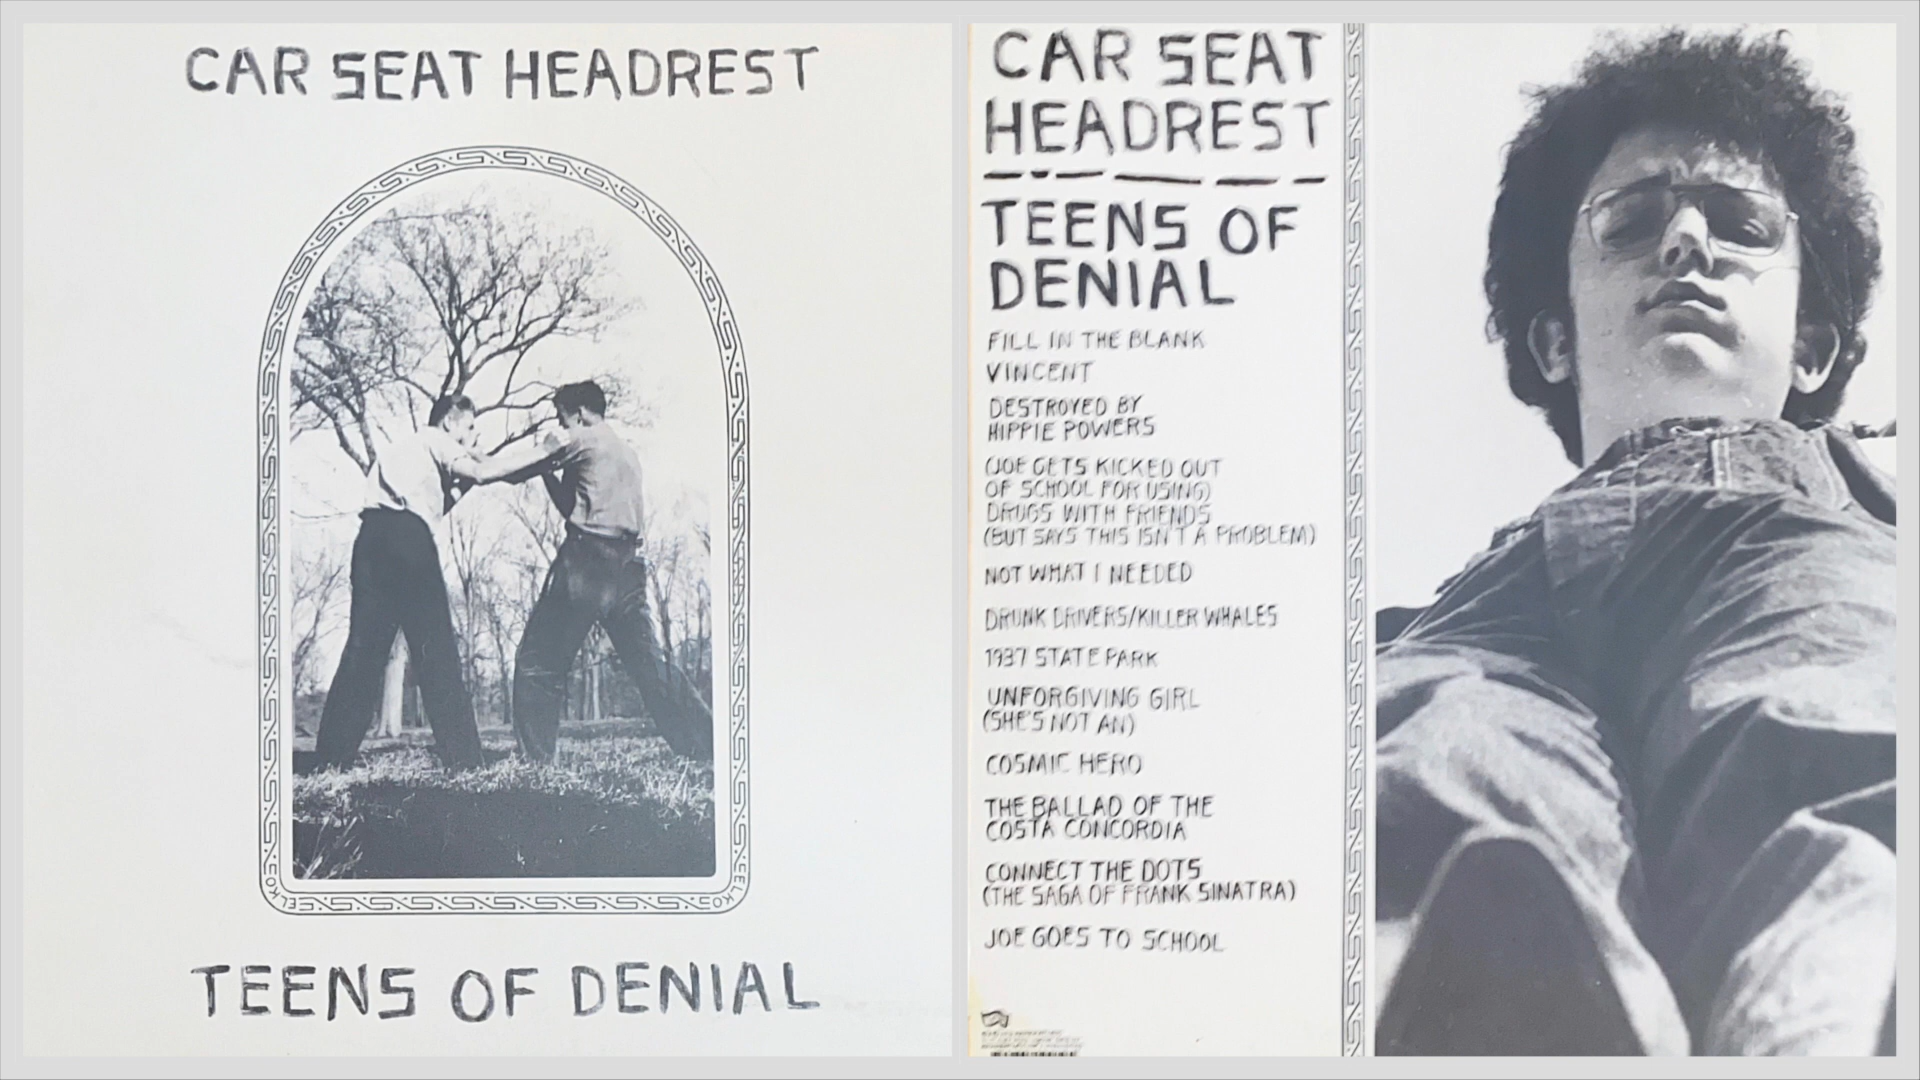 CAR SEAT HEADREST
TEENS OF DENIAL
CAR SEAT
HEADREST
TEENS OF
DENIAL
FILL IN THE BLANK
VINCENT
DESTROYED BY
HIPPIE POWERS
(JOE GETS KICKED OUT
OF SCHOOL FOR USING)
DRUGS WITH FRIENDS
(BUT SAYS THIS ISN'T A PROBLEM)
NOT WHAT I NEEDED
DRUNK DRIVERS/KILLER WHALES
1937 STATE PARK
UNFORGIVING GIRL
(SHE'S NOT AN)
COSMIC HERO
THE BALLAD OF THE
COSTA CONCORDIA
CONNECT THE DOTS
(THE SAGA OF FRANK SINATRA)
JOE GOES TO SCHOOL